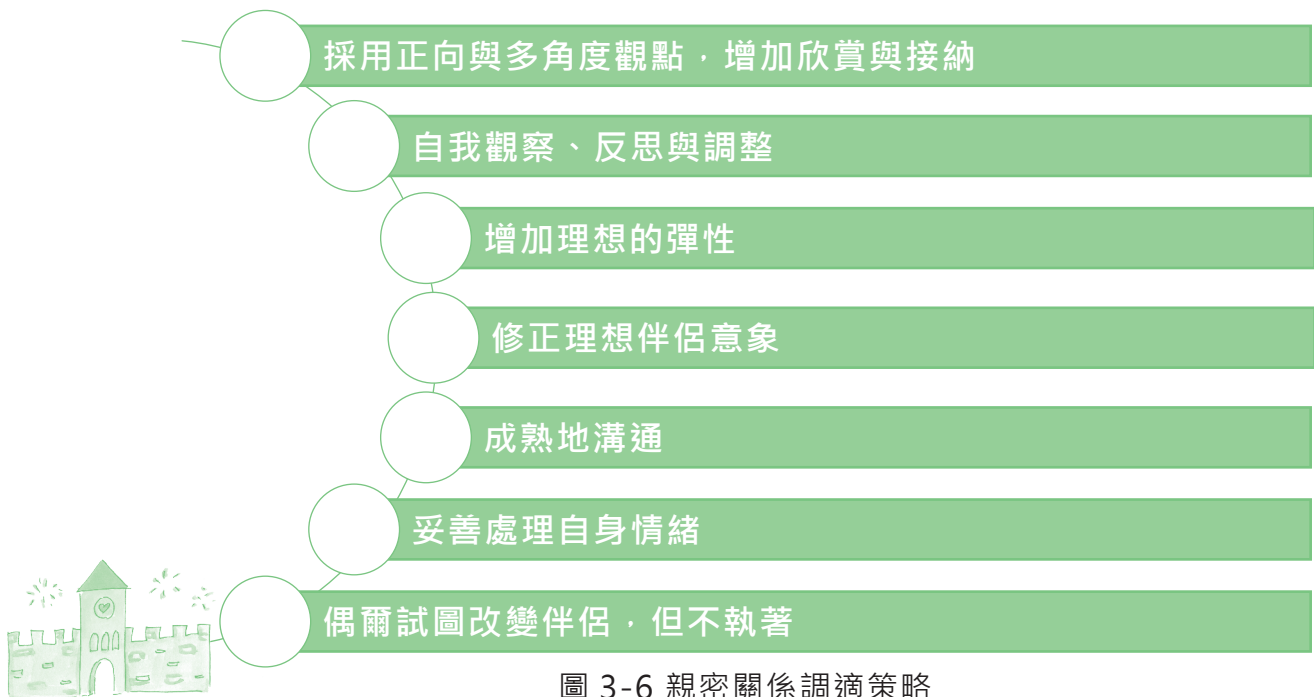 採用正向與多角度觀點，增加欣賞與接納
自我觀察、反思與調整
增加理想的彈性
修正理想伴侶意象
成熟地溝通
妥善處理自身情緒
偶爾試圖改變伴侶，但不執著
圖 3-6 親密關係調適策略